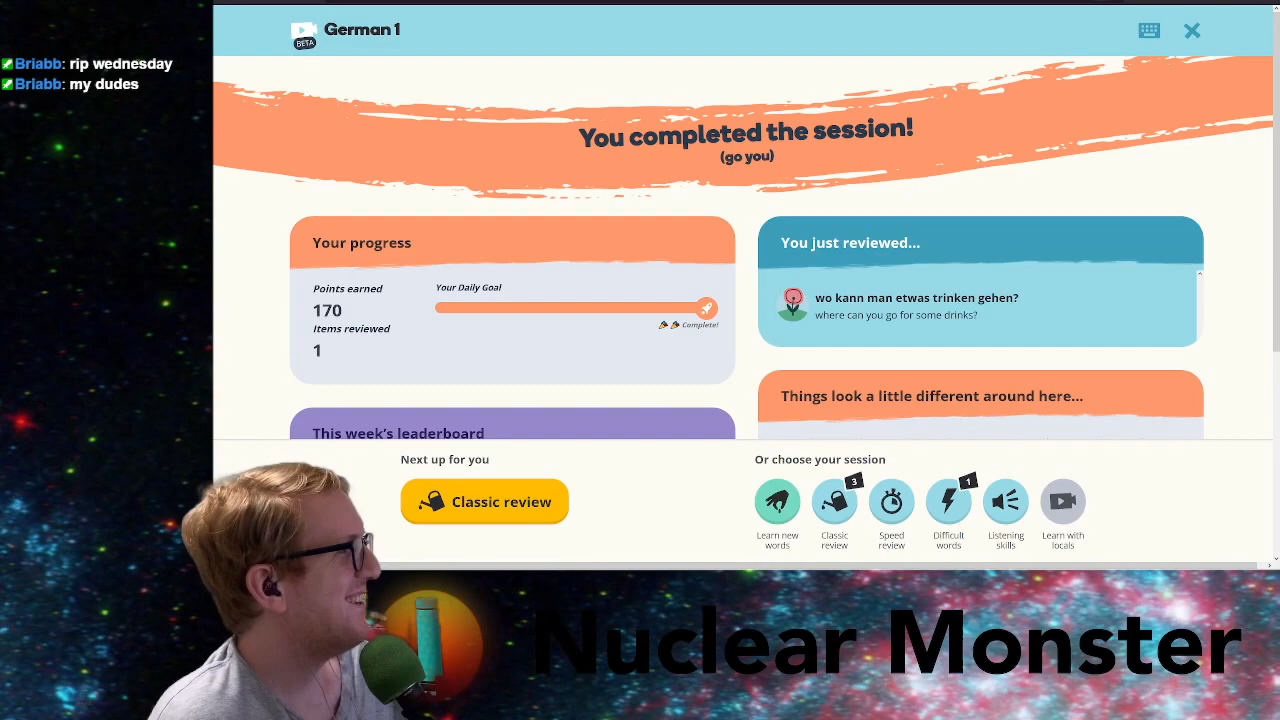 German 1
BETA
Briabb: rip wednesday
Briabb: my dudes
You completed the session!
(go you)
Your progress
Points earned
170
Items reviewed
1
Your Daily Goal
Complete!
You just reviewed...
wo kann man etwas trinken gehen?
where can you go for some drinks?
Things look a little different around here...
This week's leaderboard
Next up for you
Classic review
Or choose your session
3
1
Learn new
words
Classic
review
Speed
review
Difficult
words
Listening
skills
Learn with
locals
Nuclear Monster